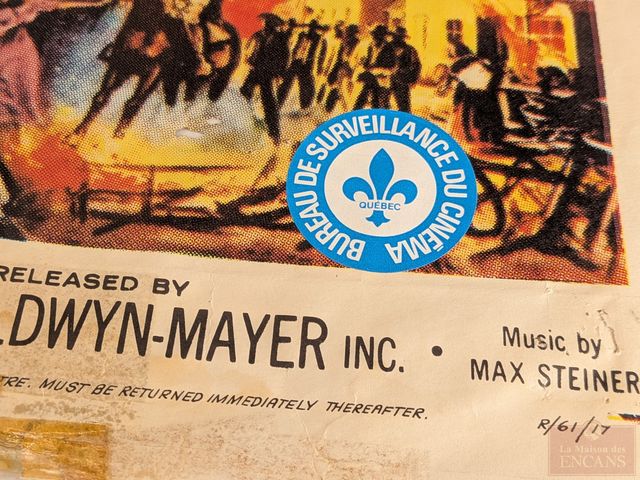 BUREAU DE SURVEILLANCE DU CINÉMA
QUÉBEC
RELEASED BY
LDWYN-MAYER INC. •
Music by
MAX STEINER
TRE. MUST BE RETURNED IMMEDIATELY THEREAFTER.
R/61/17
La Maison des
ENCANS